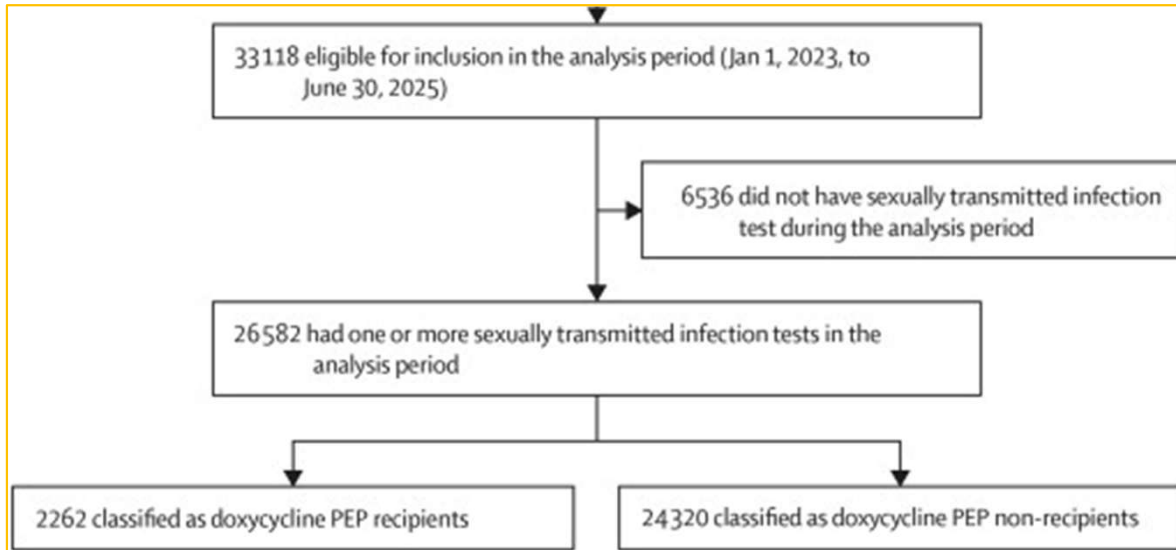 33118 eligible for inclusion in the analysis period (Jan 1, 2023, to
June 30, 2025)
6536 did not have sexually transmitted infection
test during the analysis period
26582 had one or more sexually transmitted infection tests in the
analysis period
2262 classified as doxycycline PEP recipients
24320 classified as doxycycline PEP non-recipients